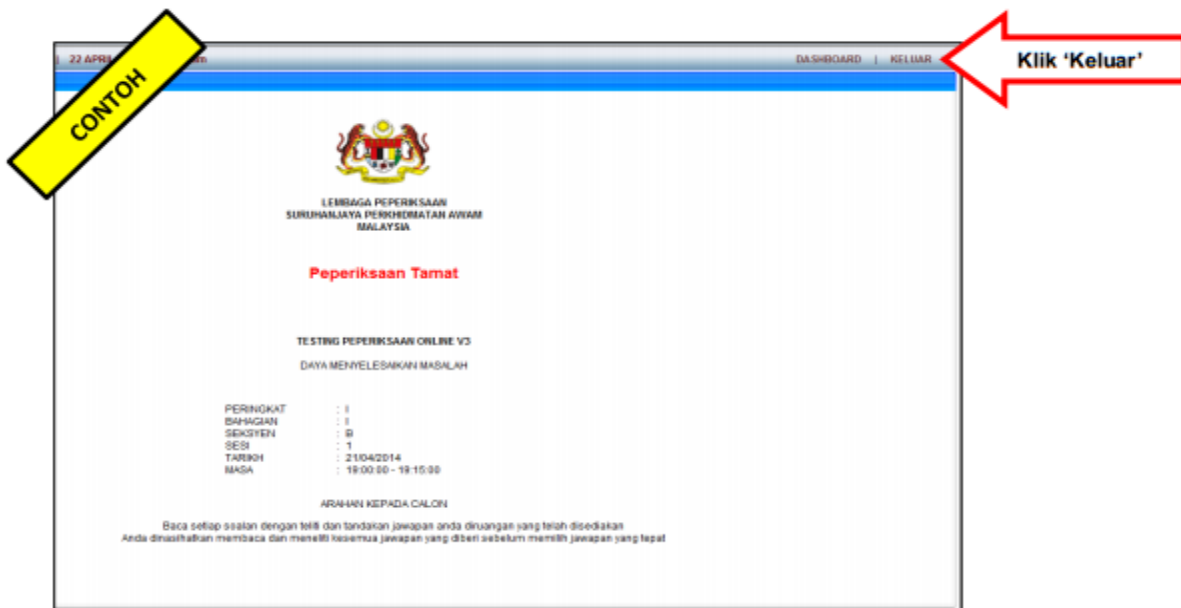 | 22 APRIL
DASHBOARD | KELUAR
Klik ‘Keluar’
CONTOH
LEMBAGA PEPERIKSAAN
SURUHANJAYA PERKHIDMATAN AWAM
MALAYSIA
Peperiksaan Tamat
TESTING PEPERIKSAAN ONLINE V3
DAYA MENYELESAIKAN MASALAH
PERINGKAT : I
BAHAGIAN : I
SEKSYEN : B
SESI : 1
TARIKH : 21/04/2014
MASA : 19:00:00 - 19:15:00
ARAHAN KEPADA CALON
Baca setiap soalan dengan teliti dan tandakan jawapan anda diruangan yang telah disediakan
Anda dinasihatkan membaca dan meneliti kesemua jawapan yang diberi sebelum memilih jawapan yang tepat